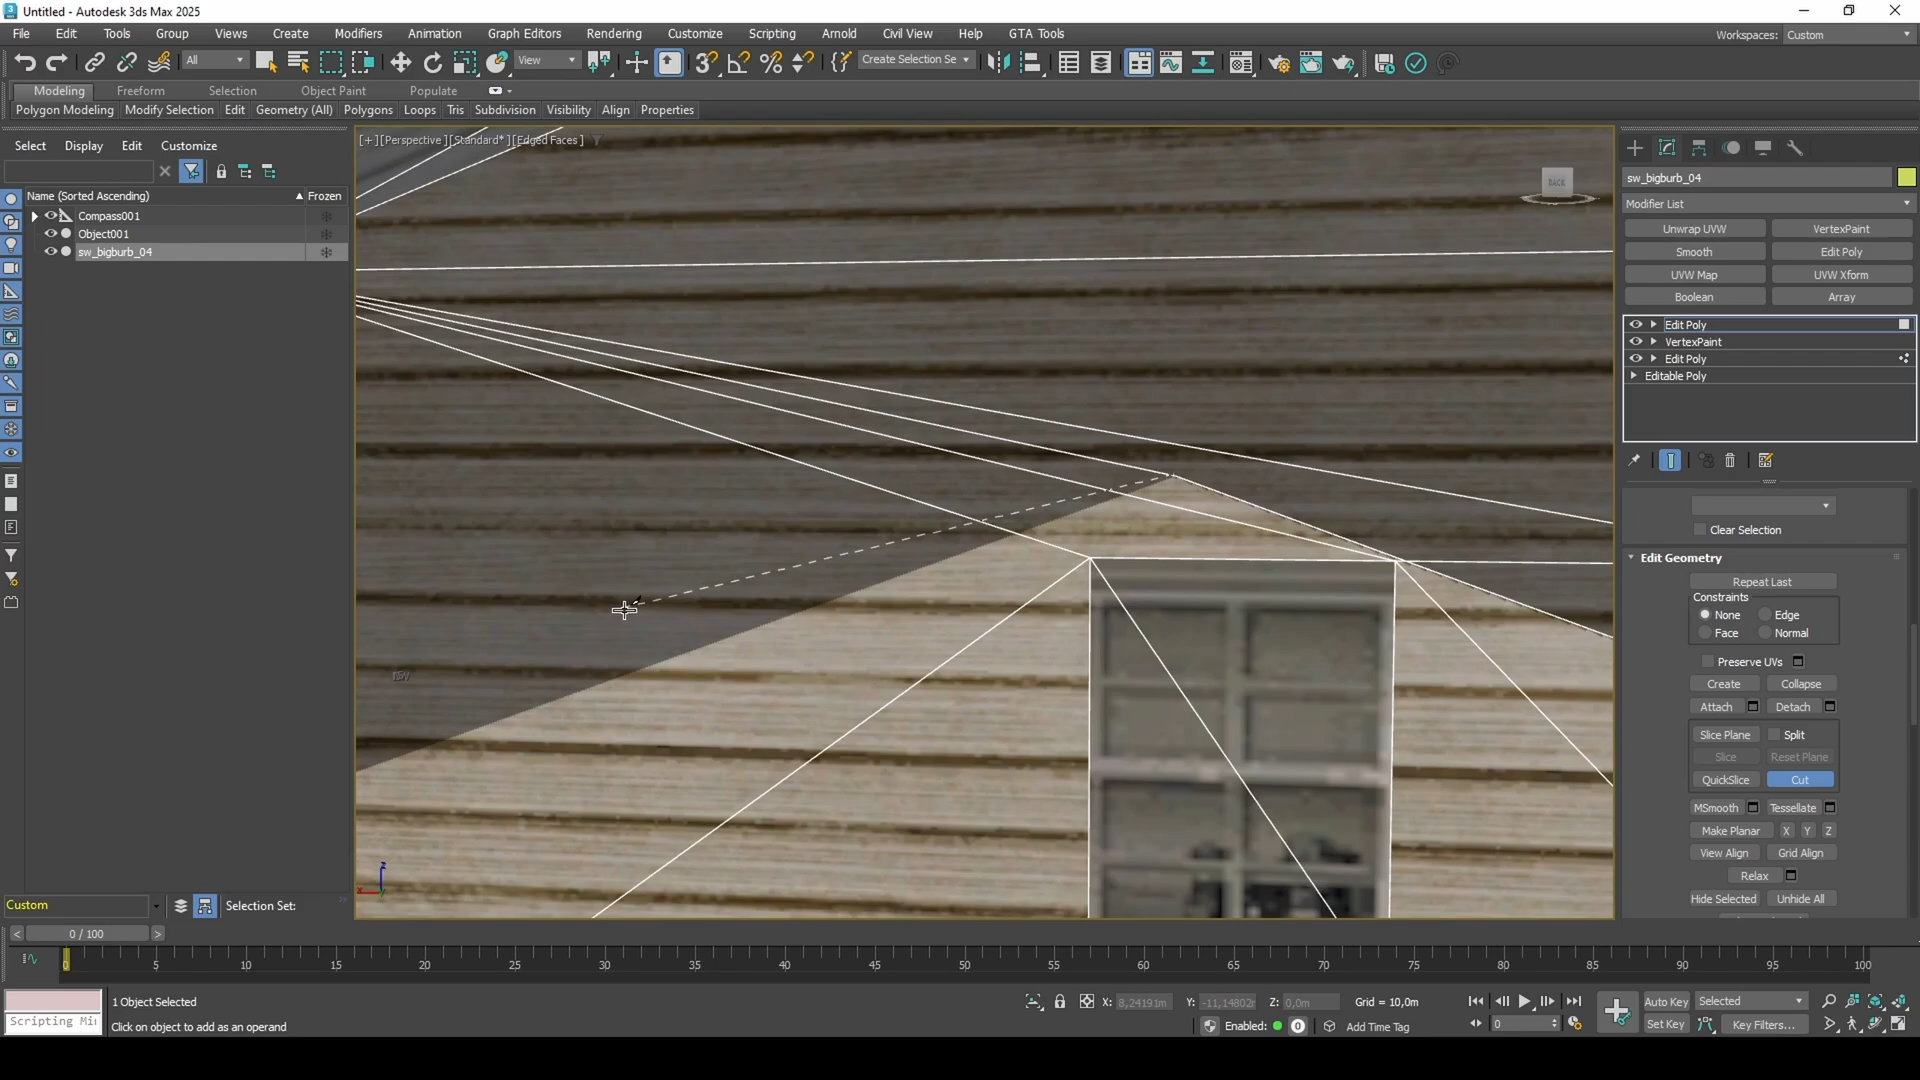 Untitled - Autodesk 3ds Max 2025
File Edit Tools Group Views Create Modifiers Animation Graph Editors Rendering Customize Scripting Arnold Civil View Help GTA Tools
Workspaces: Custom
All View Create Selection Se
Modeling Freeform Selection Object Paint Populate
Polygon Modeling Modify Selection Edit Geometry (All) Polygons Loops Tris Subdivision Visibility Align Properties
Select Display Edit Customize
Name (Sorted Ascending) Frozen
Compass001
Object001
sw_bigburb_04
[+][Perspective][Standard*][Edged Faces]
BACK
sw_bigburb_04
Modifier List
Unwrap UVW VertexPaint
Smooth Edit Poly
UVW Map UVW Xform
Boolean Array
Edit Poly
VertexPaint
Edit Poly
Editable Poly
Clear Selection
Edit Geometry
Repeat Last
Constraints
None Edge
Face Normal
Preserve UVs
Create Collapse
Attach Detach
Slice Plane Split
Slice Reset Plane
QuickSlice Cut
MSmooth Tessellate
Make Planar X Y Z
View Align Grid Align
Relax
Hide Selected Unhide All
z
x
Custom Selection Set:
< 0 / 100 >
0 5 10 15 20 25 30 35 40 45 50 55 60 65 70 75 80 85 90 95 100
1 Object Selected
X: 8,24191m Y: -11,14802m Z: 0,0m Grid = 10,0m
Auto Key Selected
Scripting Mi
Click on object to add as an operand
Enabled: 0 Add Time Tag
0
Set Key Key Filters...